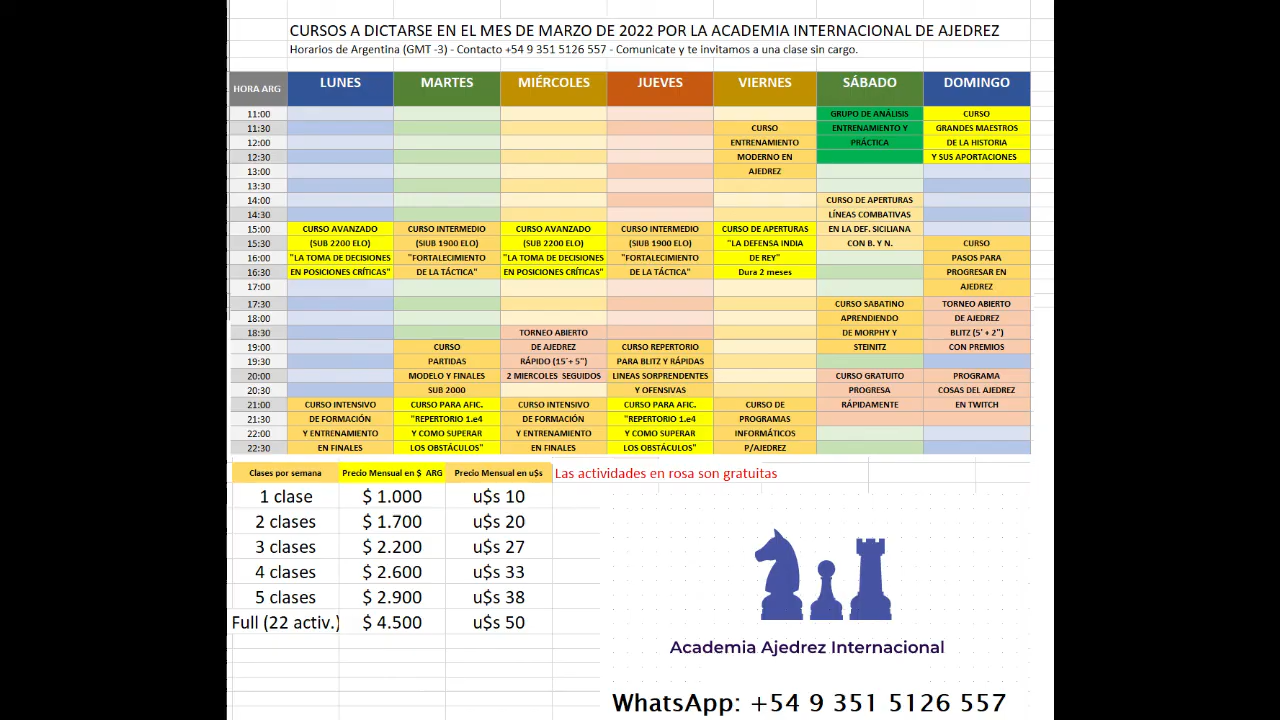 CURSOS A DICTARSE EN EL MES DE MARZO DE 2022 POR LA ACADEMIA INTERNACIONAL DE AJEDREZ
Horarios de Argentina (GMT -3) - Contacto +54 9 351 5126 557 - Comunicate y te invitamos a una clase sin cargo.
HORA ARG LUNES MARTES MIÉRCOLES JUEVES VIERNES SÁBADO DOMINGO
11:00 GRUPO DE ANÁLISIS CURSO
11:30 CURSO ENTRENAMIENTO Y GRANDES MAESTROS
12:00 ENTRENAMIENTO PRÁCTICA DE LA HISTORIA
12:30 MODERNO EN Y SUS APORTACIONES
13:00 AJEDREZ
13:30
14:00 CURSO DE APERTURAS
14:30 LÍNEAS COMBATIVAS
15:00 CURSO AVANZADO CURSO INTERMEDIO CURSO AVANZADO CURSO INTERMEDIO CURSO DE APERTURAS EN LA DEF. SICILIANA
15:30 (SUB 2200 ELO) (SIUB 1900 ELO) (SUB 2200 ELO) (SIUB 1900 ELO) "LA DEFENSA INDIA CON B. Y N. CURSO
16:00 "LA TOMA DE DECISIONES "FORTALECIMIENTO "LA TOMA DE DECISIONES "FORTALECIMIENTO DE REY" PASOS PARA
16:30 EN POSICIONES CRÍTICAS" DE LA TÁCTICA" EN POSICIONES CRÍTICAS" DE LA TÁCTICA" Dura 2 meses PROGRESAR EN
17:00 AJEDREZ
17:30 CURSO SABATINO TORNEO ABIERTO
18:00 APRENDIENDO DE AJEDREZ
18:30 TORNEO ABIERTO DE MORPHY Y BLITZ (5' + 2")
19:00 CURSO DE AJEDREZ CURSO REPERTORIO STEINITZ CON PREMIOS
19:30 PARTIDAS RÁPIDO (15´+ 5") PARA BLITZ Y RÁPIDAS
20:00 MODELO Y FINALES 2 MIERCOLES SEGUIDOS LINEAS SORPRENDENTES CURSO GRATUITO PROGRAMA
20:30 SUB 2000 Y OFENSIVAS PROGRESA COSAS DEL AJEDREZ
21:00 CURSO INTENSIVO CURSO PARA AFIC. CURSO INTENSIVO CURSO PARA AFIC. CURSO DE RÁPIDAMENTE EN TWITCH
21:30 DE FORMACIÓN "REPERTORIO 1.e4 DE FORMACIÓN "REPERTORIO 1.e4 PROGRAMAS
22:00 Y ENTRENAMIENTO Y COMO SUPERAR Y ENTRENAMIENTO Y COMO SUPERAR INFORMÁTICOS
22:30 EN FINALES LOS OBSTÁCULOS" EN FINALES LOS OBSTÁCULOS" P/AJEDREZ
Clases por semana Precio Mensual en $ ARG Precio Mensual en u$s Las actividades en rosa son gratuitas
1 clase $ 1.000 u$s 10
2 clases $ 1.700 u$s 20
3 clases $ 2.200 u$s 27
4 clases $ 2.600 u$s 33
5 clases $ 2.900 u$s 38
Full (22 activ.) $ 4.500 u$s 50
Academia Ajedrez Internacional
WhatsApp: +54 9 351 5126 557